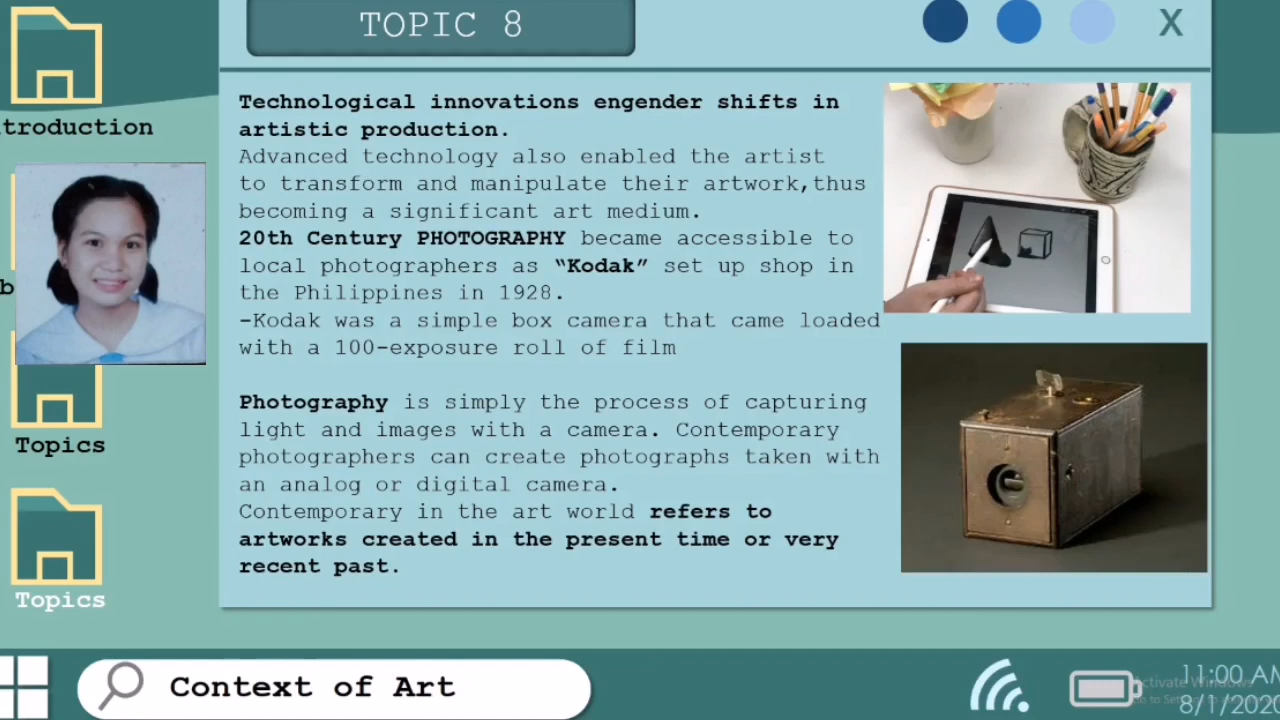 TOPIC 8
X
Technological innovations engender shifts in
artistic production.
Advanced technology also enabled the artist
to transform and manipulate their artwork,thus
becoming a significant art medium.
20th Century PHOTOGRAPHY became accessible to
local photographers as “Kodak” set up shop in
the Philippines in 1928.
-Kodak was a simple box camera that came loaded
with a 100-exposure roll of film
Photography is simply the process of capturing
light and images with a camera. Contemporary
photographers can create photographs taken with
an analog or digital camera.
Contemporary in the art world refers to
artworks created in the present time or very
recent past.
troduction
b
Topics
Topics
Context of Art
11:00 AM
8/1/2020
Activate Windows